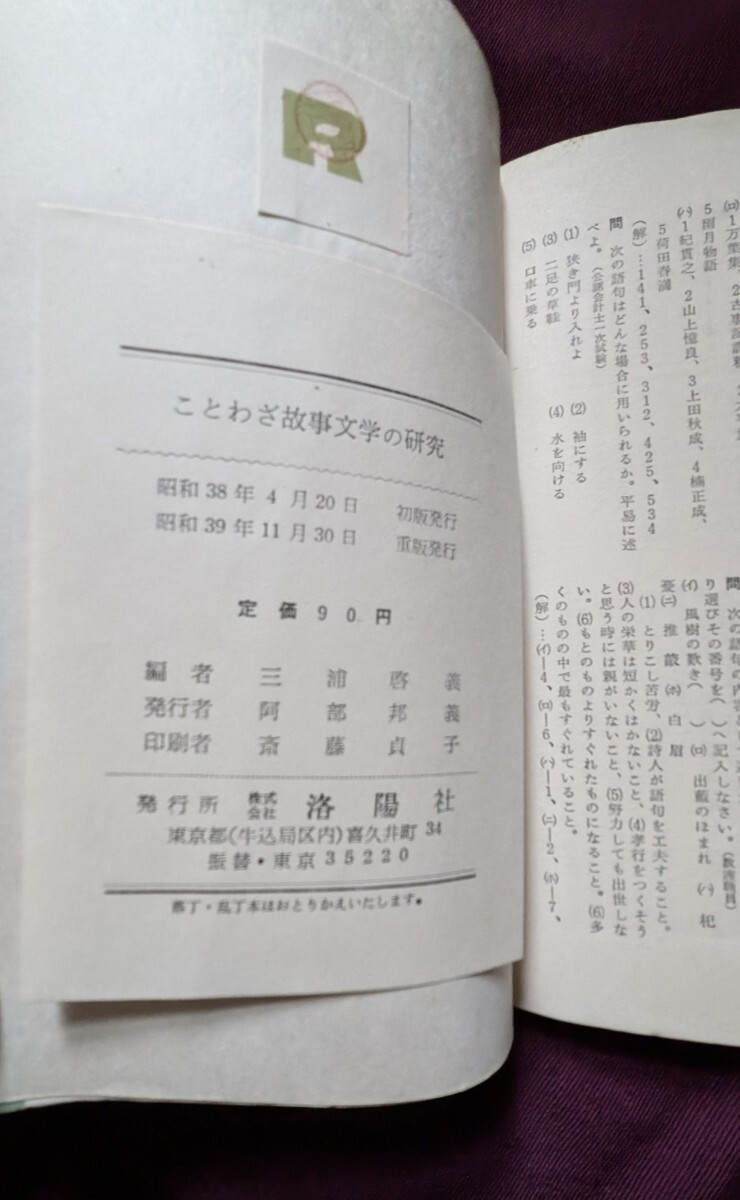 R
ことわざ故事文学の研究
昭和38年4月20日 初版発行
昭和39年11月30日 重版発行
定価90円
編者 三浦啓義
発行者 阿部邦義
印刷者 斎藤貞子
発行所 株式会社 洛陽社
東京都(牛込局区内)喜久井町34
振替・東京35220
落丁・乱丁本はおとりかえいたします。
(ロ)1万葉集、2古事記
5雨月物語
(ハ)1紀貫之、2山上憶良、3上田秋成、4楠正成、
5荷田春満
(解)…141、253、312、425、534
問 次の語句はどんな場合に用いられるか。平易に述
べよ。(公認会計士一次試験)
(1) 狭き門より入れよ (2) 袖にする
(3) 二足の草鞋 (4)水を向ける
(5) 口車に乗る
問 次の語句の内容
り選びその番号を( )へ記入しなさい。
(イ) 風樹の歎き( ) (ロ) 出藍のほまれ (ハ) 杞
憂(ニ) 推敲 (ホ) 白眉
(1) とりこし苦労、(2)詩人が語句を工夫すること。
(3)人の栄華は短かくはかないこと、(4)孝行をつくそう
と思う時には親がいないこと、(5)努力しても出世しな
い。(6)もとのものよりすぐれたものになること。(6)多
くのものの中で最もすぐれていること。
(解)…(イ)—4、(ロ)—6、(ハ)—1、(ニ)—2、(ホ)—7、